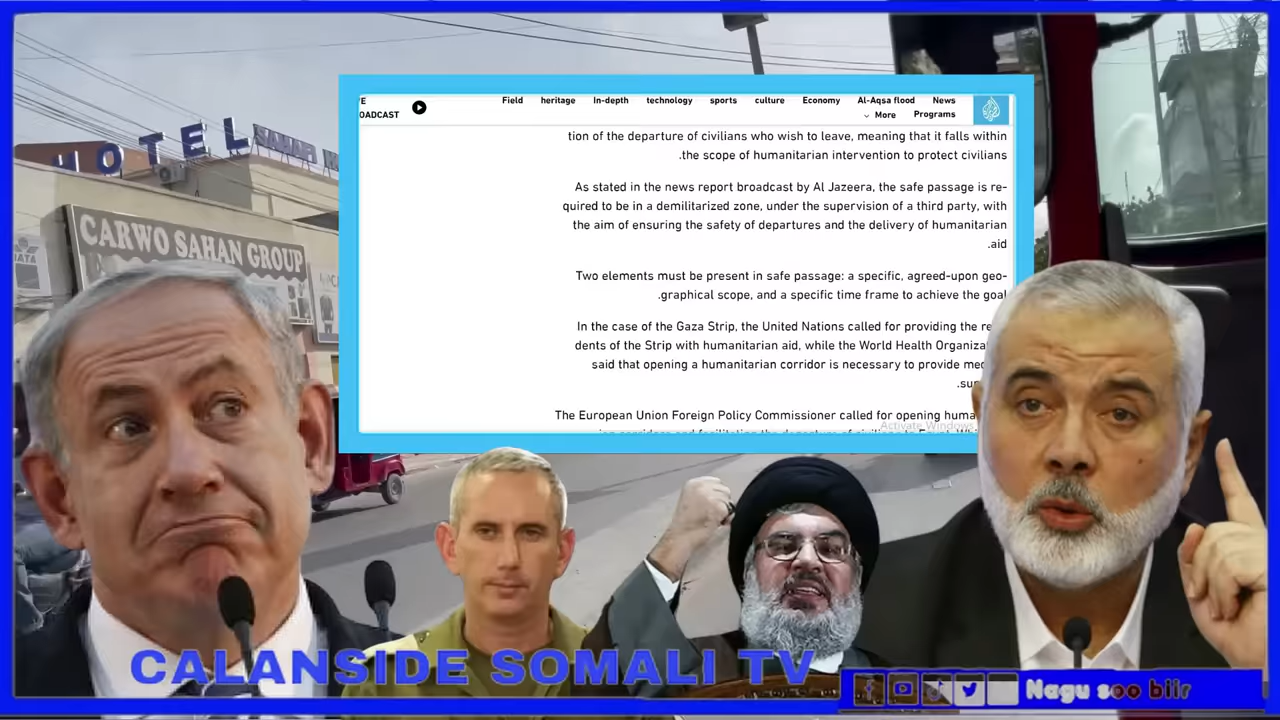 HOTEL SAHAFI
CARWO SAHAN GROUP
IATA
OADCAST
Field heritage In-depth technology sports culture Economy Al-Aqsa flood News
More Programs
tion of the departure of civilians who wish to leave, meaning that it falls within
.the scope of humanitarian intervention to protect civilians
As stated in the news report broadcast by Al Jazeera, the safe passage is re-
quired to be in a demilitarized zone, under the supervision of a third party, with
the aim of ensuring the safety of departures and the delivery of humanitarian
.aid
Two elements must be present in safe passage: a specific, agreed-upon geo-
.graphical scope, and a specific time frame to achieve the goal
In the case of the Gaza Strip, the United Nations called for providing the re
dents of the Strip with humanitarian aid, while the World Health Organiza
said that opening a humanitarian corridor is necessary to provide me
.su
The European Union Foreign Policy Commissioner called for opening huma
Activate Windows
CALANSIDE SOMALI TV
Nagu soo biir